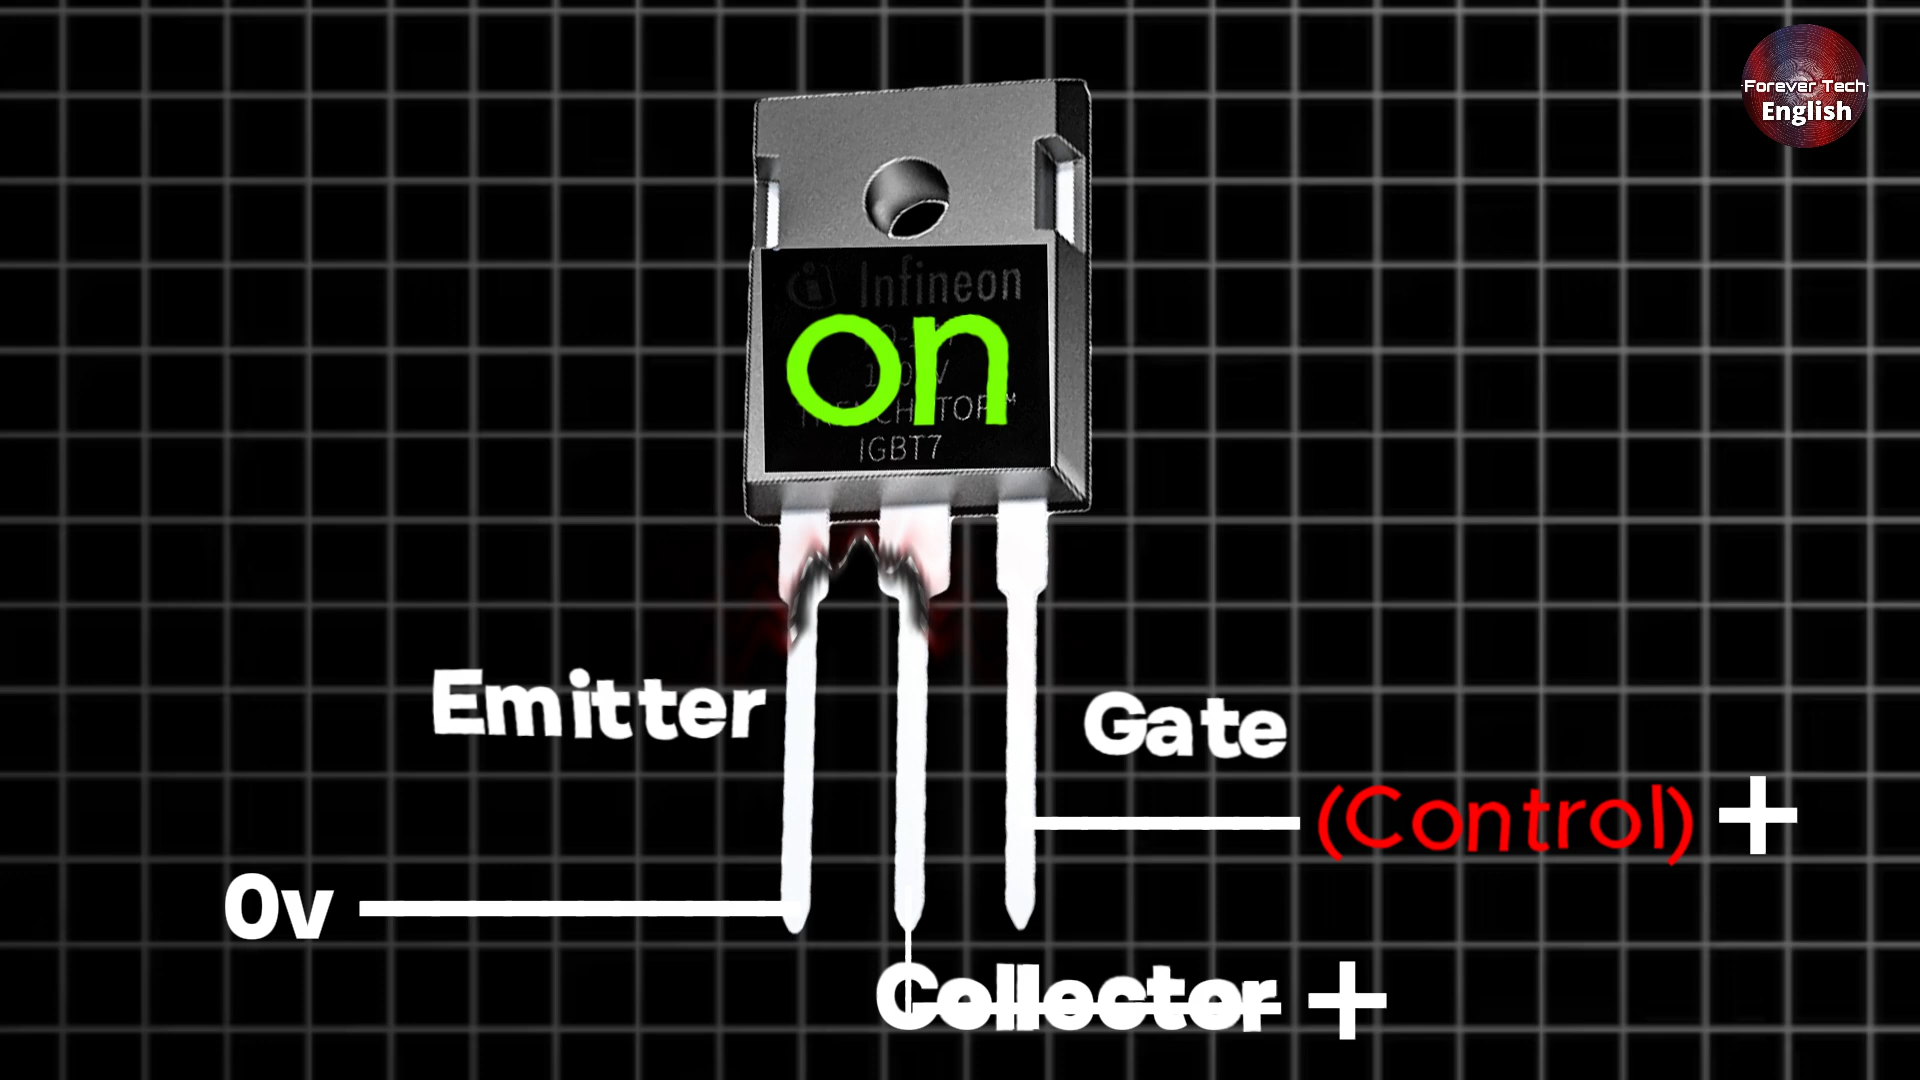 Forever Tech
English
Infineon
on
IGBT7
Emitter
Gate
(Control) +
0v
Collector +